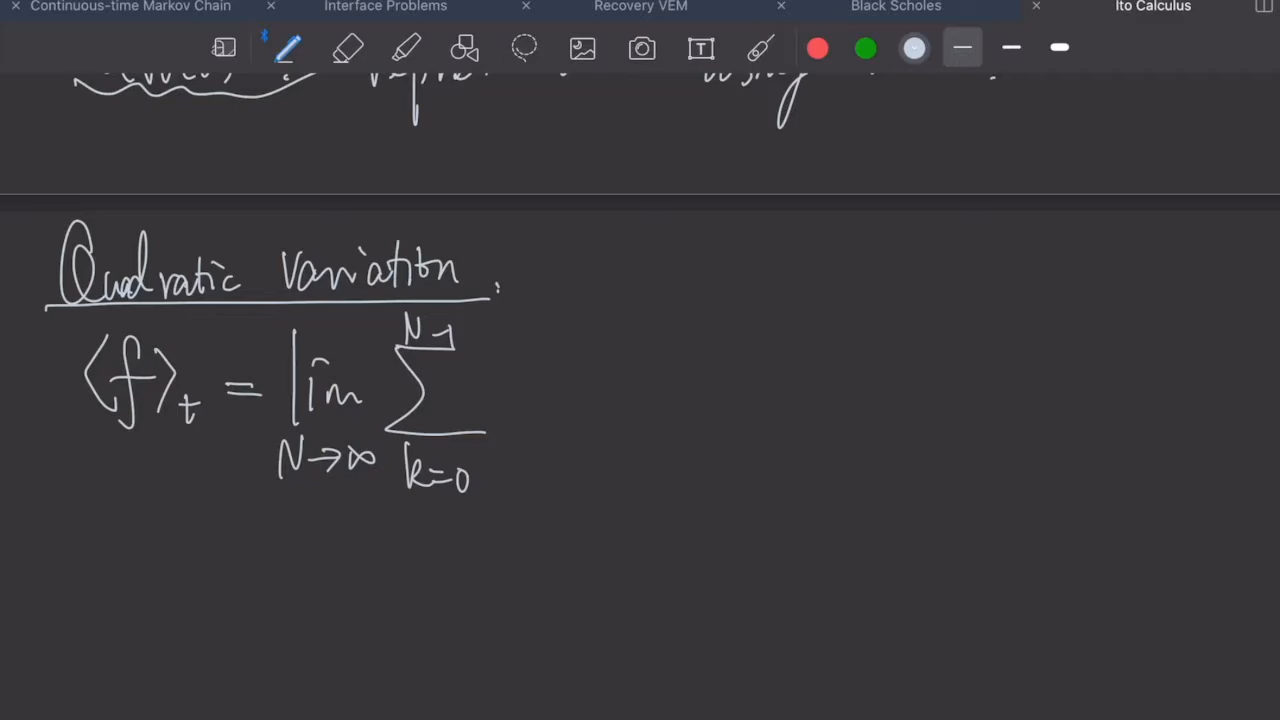 Continuous-time Markov Chain Interface Problems Recovery VEM Black Scholes Ito Calculus
Quadratic variation.
⟨f⟩_t = lim_{N→∞} Σ_{k=0}^{N-1}